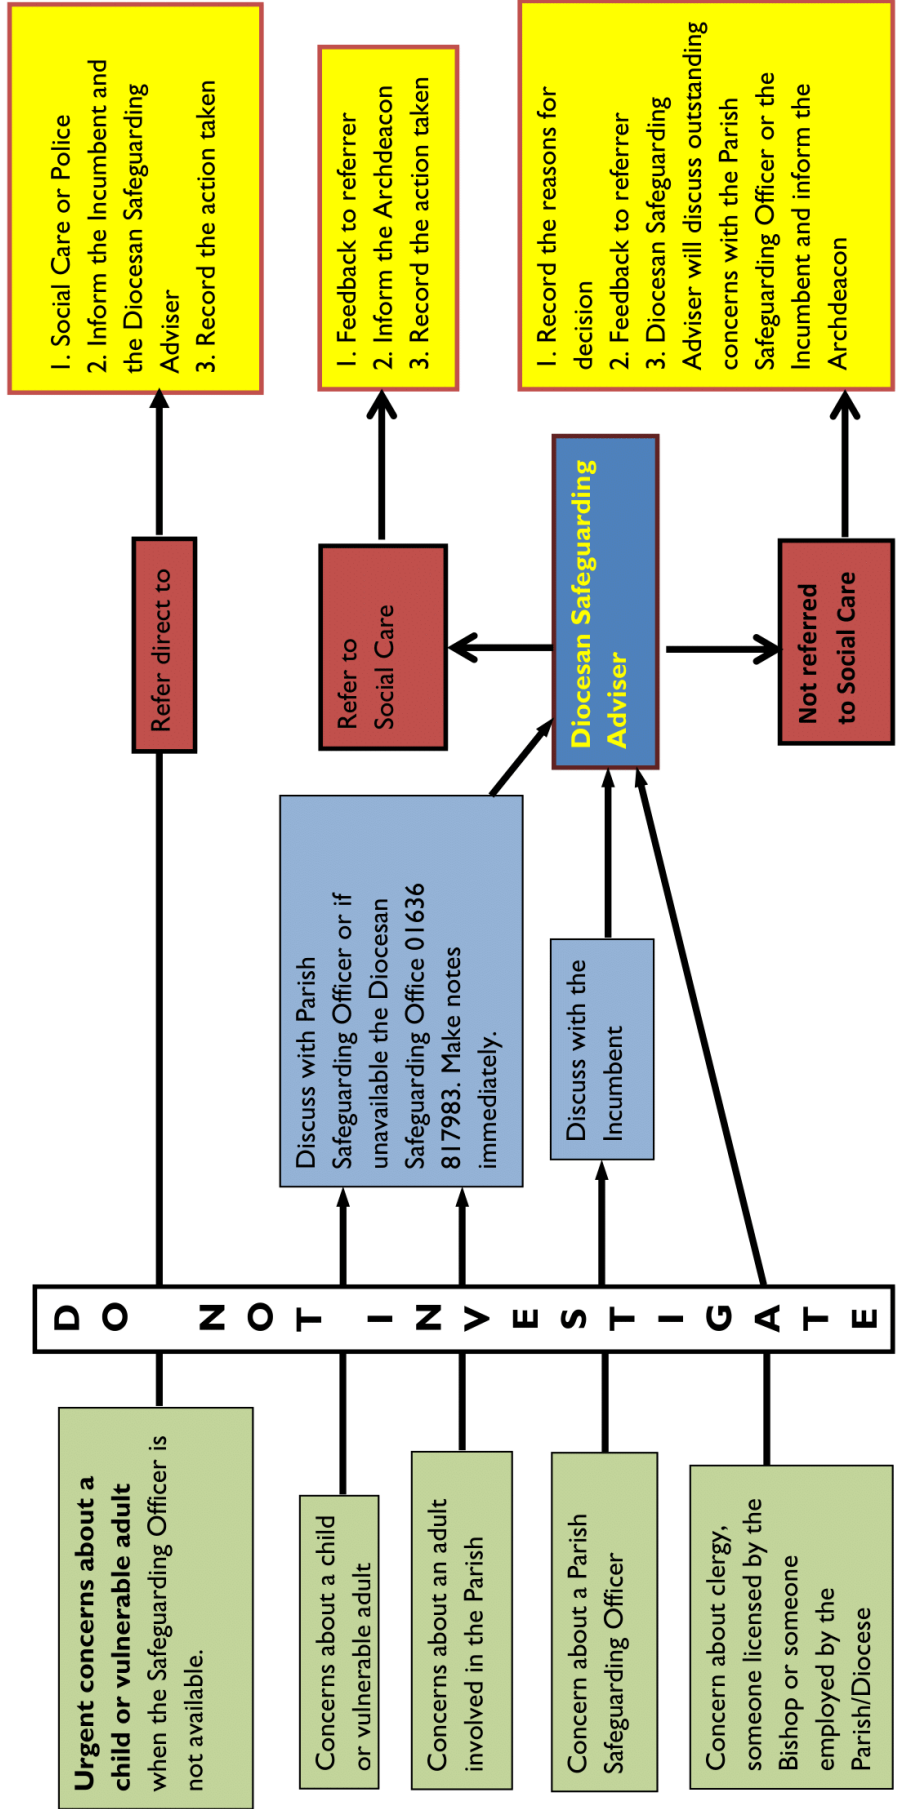 Urgent concerns about a
child or vulnerable adult
when the Safeguarding Officer is
not available.
Concerns about a child
or vulnerable adult
Concerns about an adult
involved in the Parish
Concern about a Parish
Safeguarding Officer
Concern about clergy,
someone licensed by the
Bishop or someone
employed by the
Parish/Diocese
DO NOT INVESTIGATE
Discuss with Parish
Safeguarding Officer or if
unavailable the Diocesan
Safeguarding Office 01636
817983. Make notes
immediately.
Discuss with the
Incumbent
Refer direct to
Refer to
Social Care
Diocesan Safeguarding
Adviser
Not referred
to Social Care
1. Social Care or Police
2. Inform the Incumbent and
the Diocesan Safeguarding
Adviser
3. Record the action taken
1. Feedback to referrer
2. Inform the Archdeacon
3. Record the action taken
1. Record the reasons for
decision
2. Feedback to referrer
3. Diocesan Safeguarding
Adviser will discuss outstanding
concerns with the Parish
Safeguarding Officer or the
Incumbent and inform the
Archdeacon